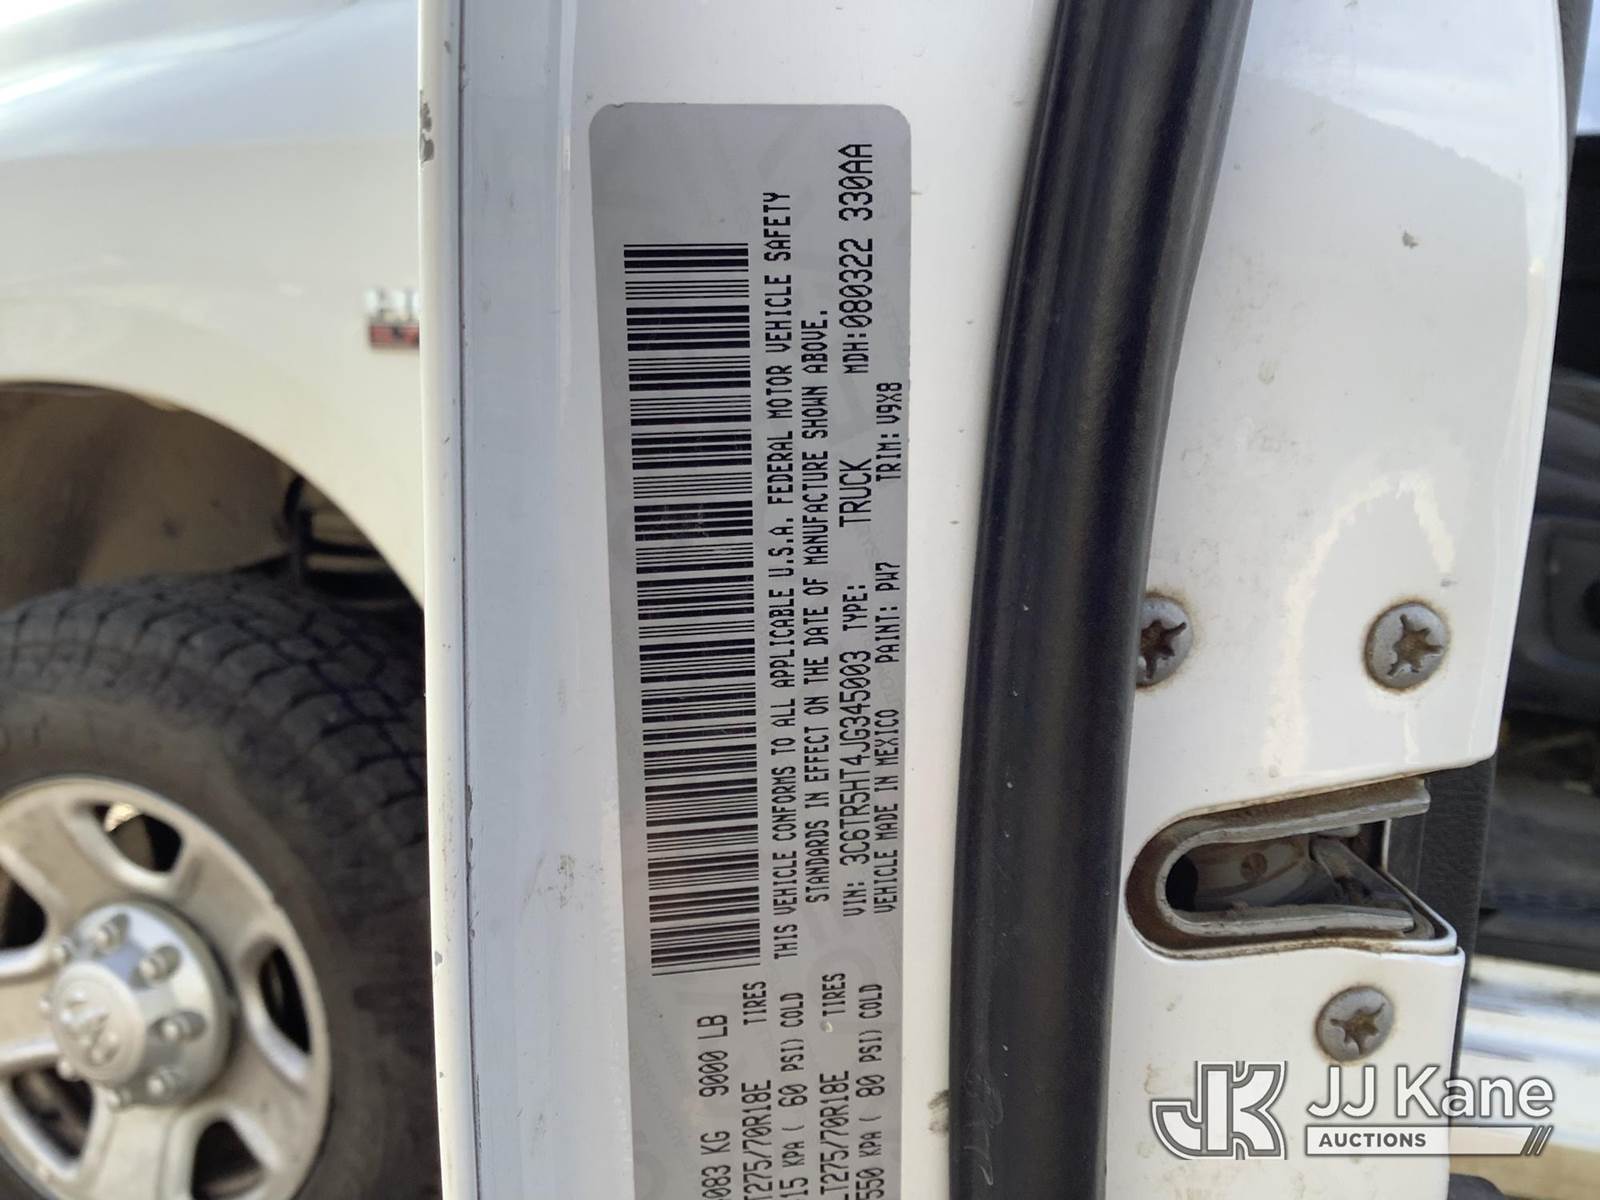 083 KG 9000 LB
T275/70R18E TIRES
15 KPA ( 60 PSI) COLD
LT275/70R18E TIRES
550 KPA ( 80 PSI) COLD
THIS VEHICLE CONFORMS TO ALL APPLICABLE U.S.A. FEDERAL MOTOR VEHICLE SAFETY
STANDARDS IN EFFECT ON THE DATE OF MANUFACTURE SHOWN ABOVE.
VIN: 3C6TR5HT4JG345003 TYPE: TRUCK MDH:080322 330AA
VEHICLE MADE IN MEXICO PAINT: PW7 TRIM:V9X8
JK JJ Kane
AUCTIONS